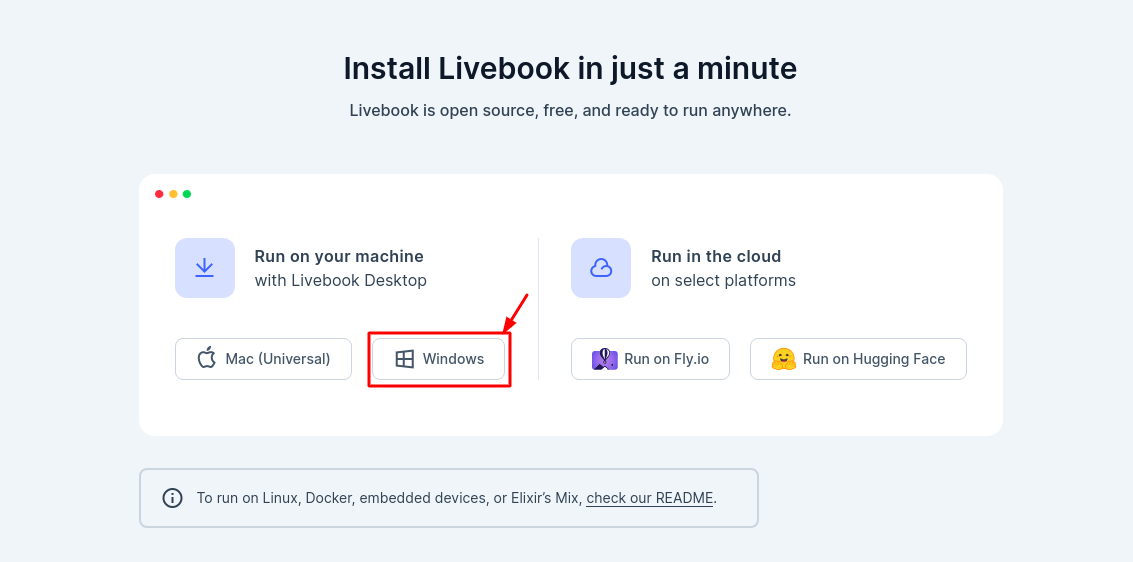 Install Livebook in just a minute
Livebook is open source, free, and ready to run anywhere.
Run on your machine
with Livebook Desktop
Mac (Universal)
Windows
Run in the cloud
on select platforms
Run on Fly.io
Run on Hugging Face
To run on Linux, Docker, embedded devices, or Elixir’s Mix, check our README.